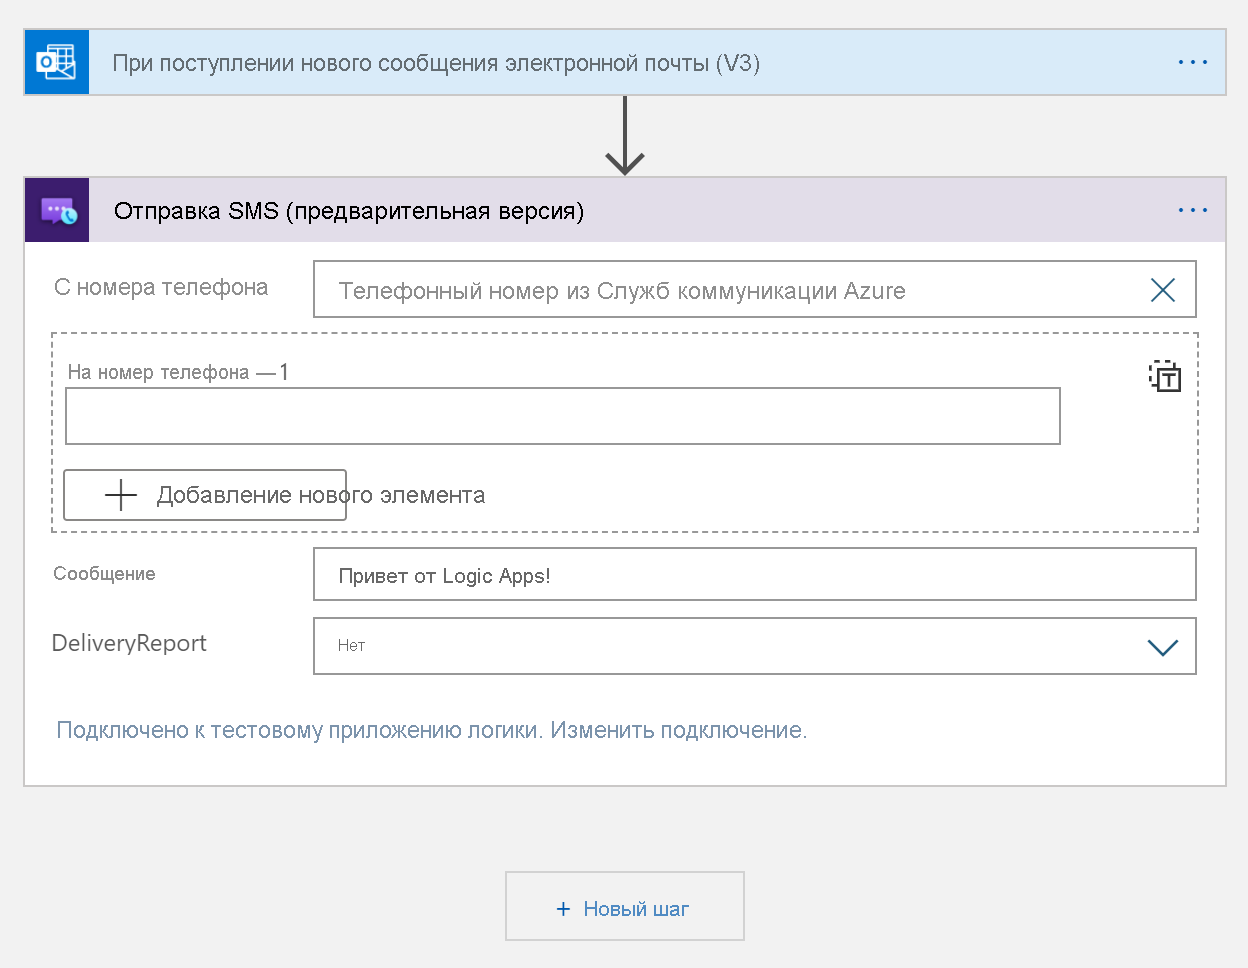 При поступлении нового сообщения электронной почты (V3)
Отправка SMS (предварительная версия)
С номера телефона
Телефонный номер из Служб коммуникации Azure
На номер телефона — 1
Добавление нового элемента
Сообщение
Привет от Logic Apps!
DeliveryReport
Нет
Подключено к тестовому приложению логики. Изменить подключение.
+ Новый шаг